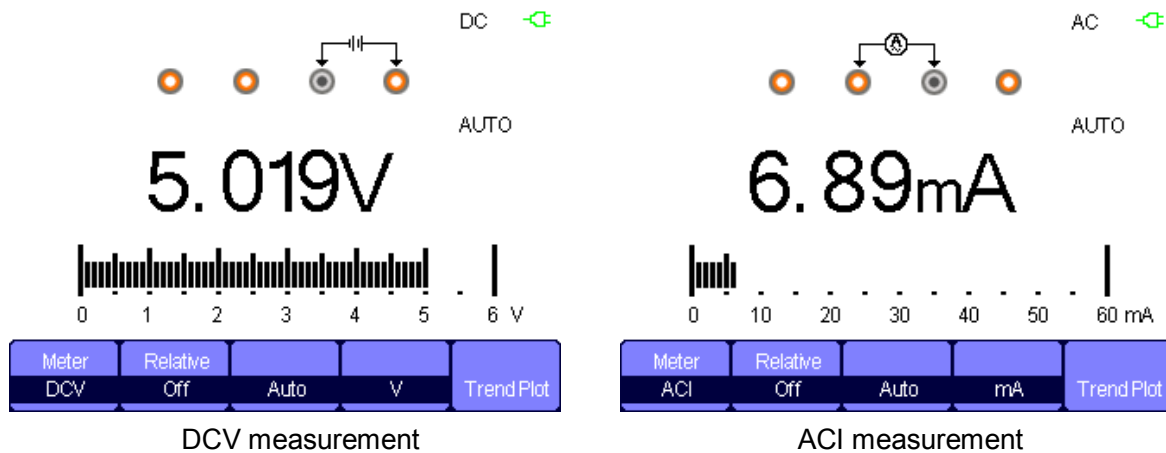 DC
AUTO
5.019V
0 1 2 3 4 5 6 V
Meter Relative
DCV Off Auto V Trend Plot
DCV measurement
AC
A
AUTO
6.89mA
0 10 20 30 40 50 60 mA
Meter Relative
ACI Off Auto mA Trend Plot
ACI measurement